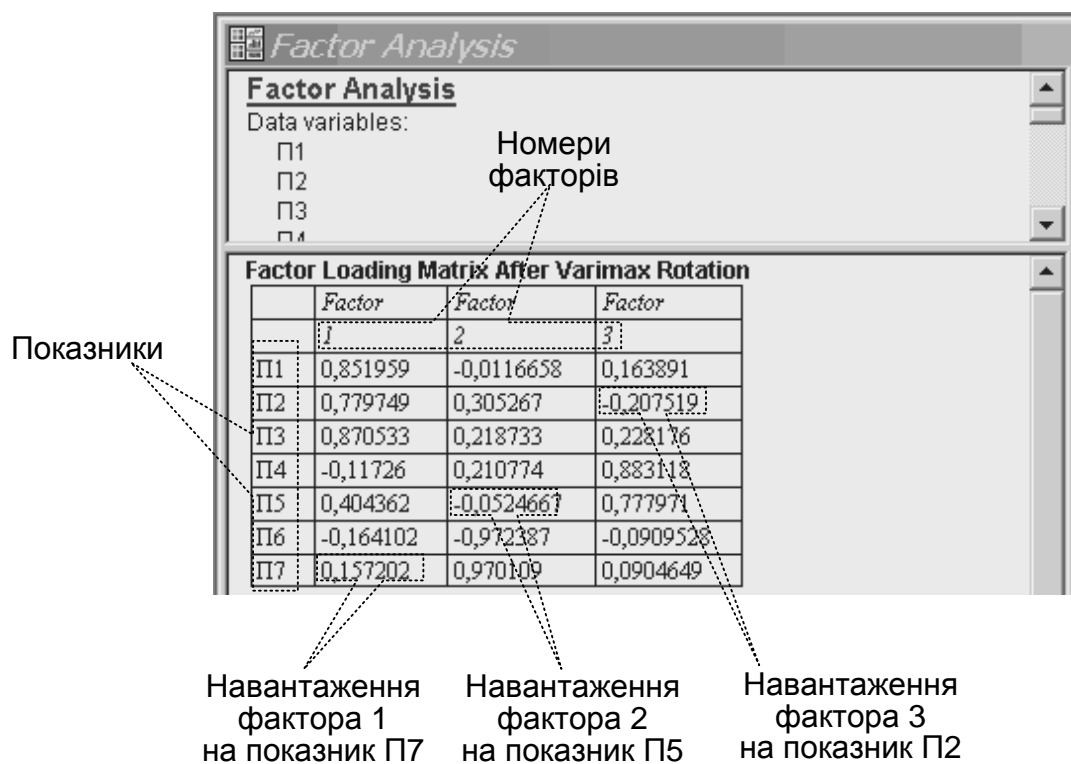 Factor Analysis
Factor Analysis
Data variables:
П1
П2
П3
П4
Номери
факторів
Factor Loading Matrix After Varimax Rotation
Factor Factor Factor
1 2 3
П1 0,851959 -0,0116658 0,163891
П2 0,779749 0,305267 -0,207519
П3 0,870533 0,218733 0,228176
П4 -0,11726 0,210774 0,883118
П5 0,404362 -0,0524667 0,777971
П6 -0,164102 -0,972387 -0,0909528
П7 0,157202 0,970109 0,0904649
Показники
Навантаження
фактора 1
на показник П7
Навантаження
фактора 2
на показник П5
Навантаження
фактора 3
на показник П2